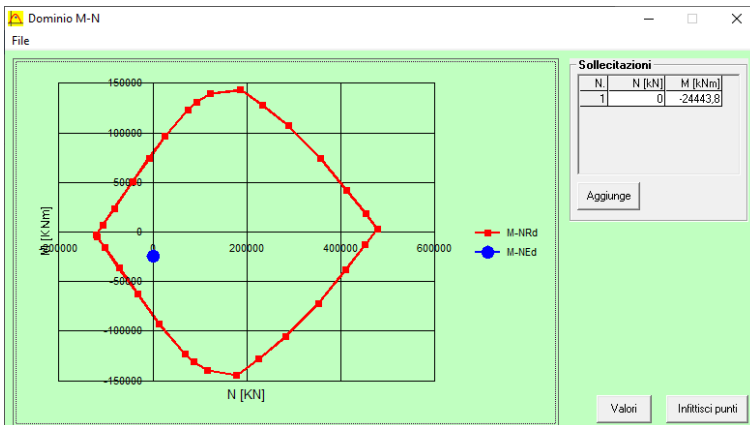 Dominio M-N
File
Sollecitazioni
N. N [kN] M [kNm]
1 0 -24443,8
Aggiunge
150000
100000
50000
0
-200000 0 200000 400000 600000
-50000
-100000
-150000
M [KNm]
N [KN]
M-NRd
M-NEd
Valori
Infittisci punti